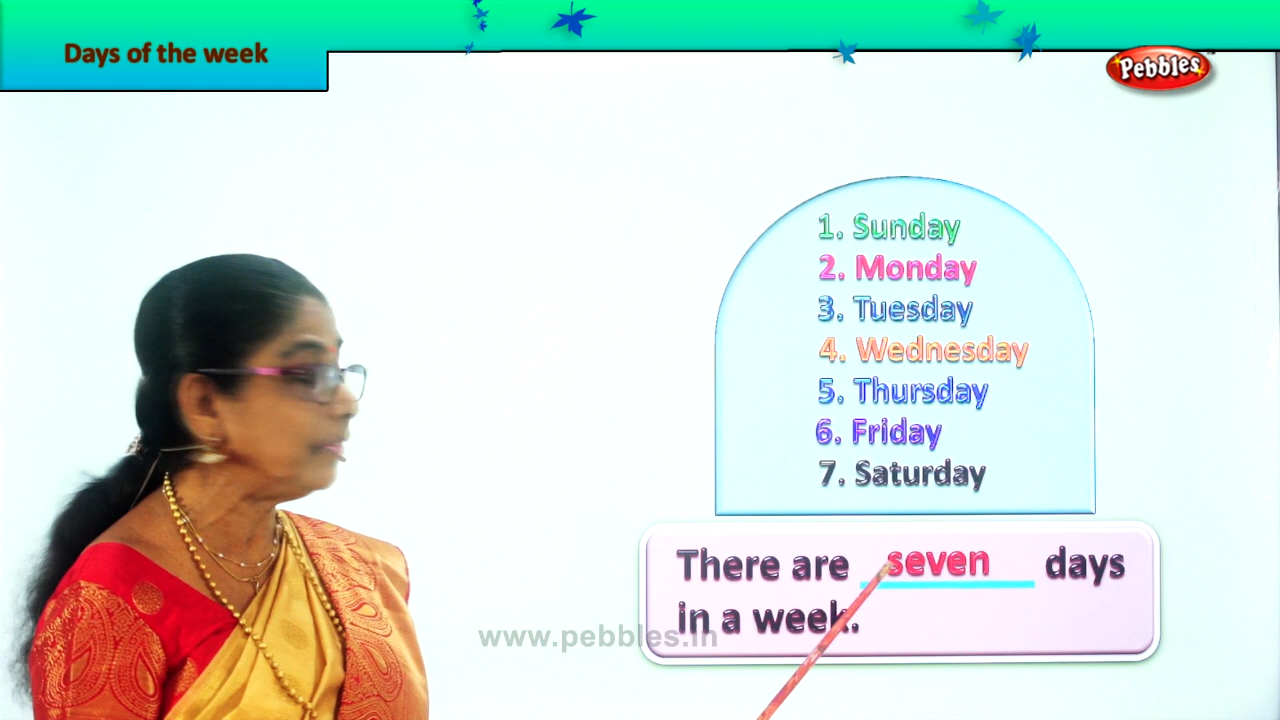 Days of the week
Pebbles
1. Sunday
2. Monday
3. Tuesday
4. Wednesday
5. Thursday
6. Friday
7. Saturday
There are seven days
in a week.
www.pebbles.in